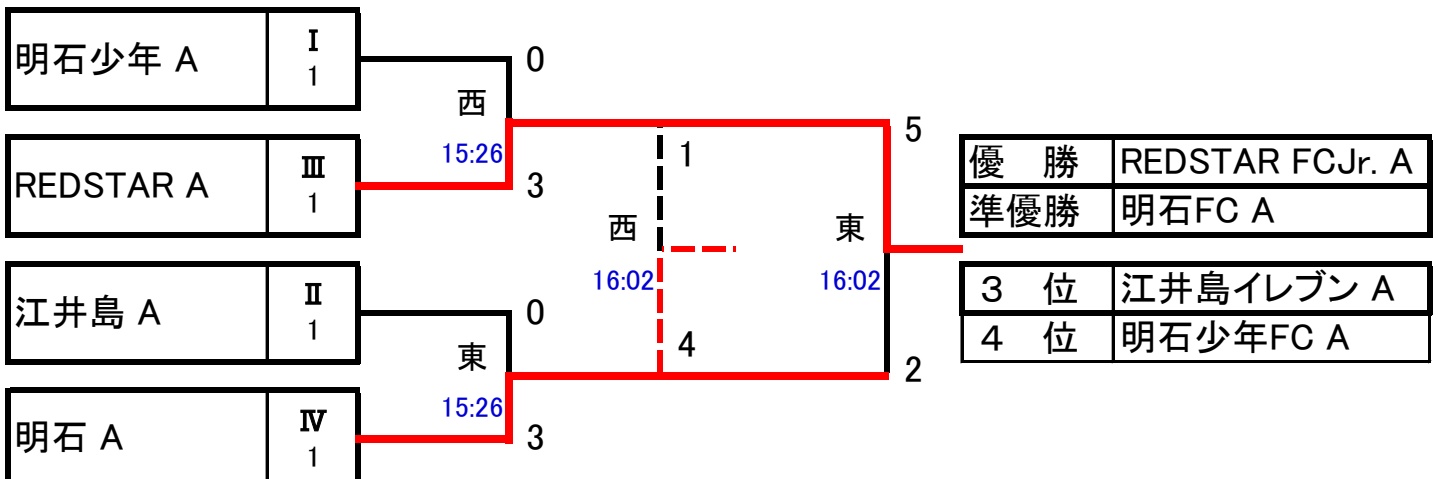 明石少年 A
Ⅰ
1
0
西
15:26
REDSTAR A
Ⅲ
1
3
江井島 A
Ⅱ
1
0
東
15:26
明石 A
Ⅳ
1
3
1
西
16:02
4
5
東
16:02
2
優　勝 REDSTAR FCJr. A
準優勝 明石FC A
３　位 江井島イレブン A
４　位 明石少年FC A